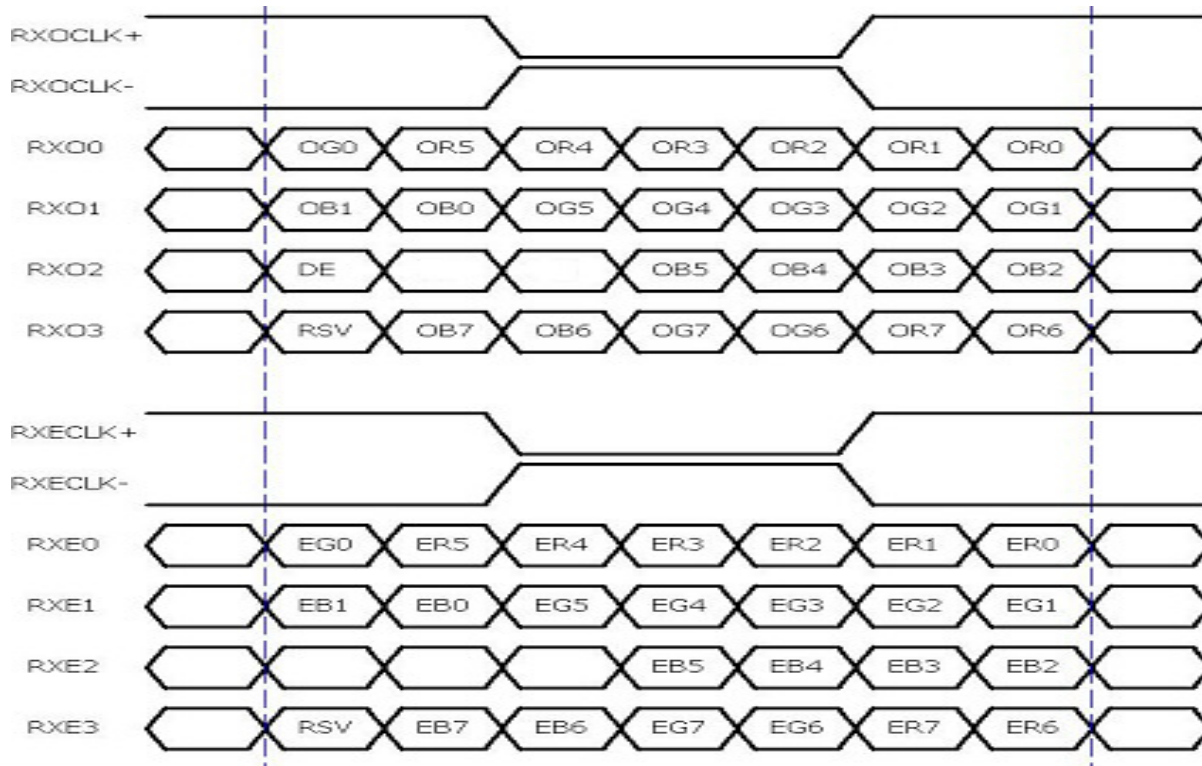 RXOCLK+
RXOCLK-
RXO0 OG0 OR5 OR4 OR3 OR2 OR1 OR0
RXO1 OB1 OB0 OG5 OG4 OG3 OG2 OG1
RXO2 DE OB5 OB4 OB3 OB2
RXO3 RSV OB7 OB6 OG7 OG6 OR7 OR6
RXECLK+
RXECLK-
RXE0 EG0 ER5 ER4 ER3 ER2 ER1 ER0
RXE1 EB1 EB0 EG5 EG4 EG3 EG2 EG1
RXE2 EB5 EB4 EB3 EB2
RXE3 RSV EB7 EB6 EG7 EG6 ER7 ER6